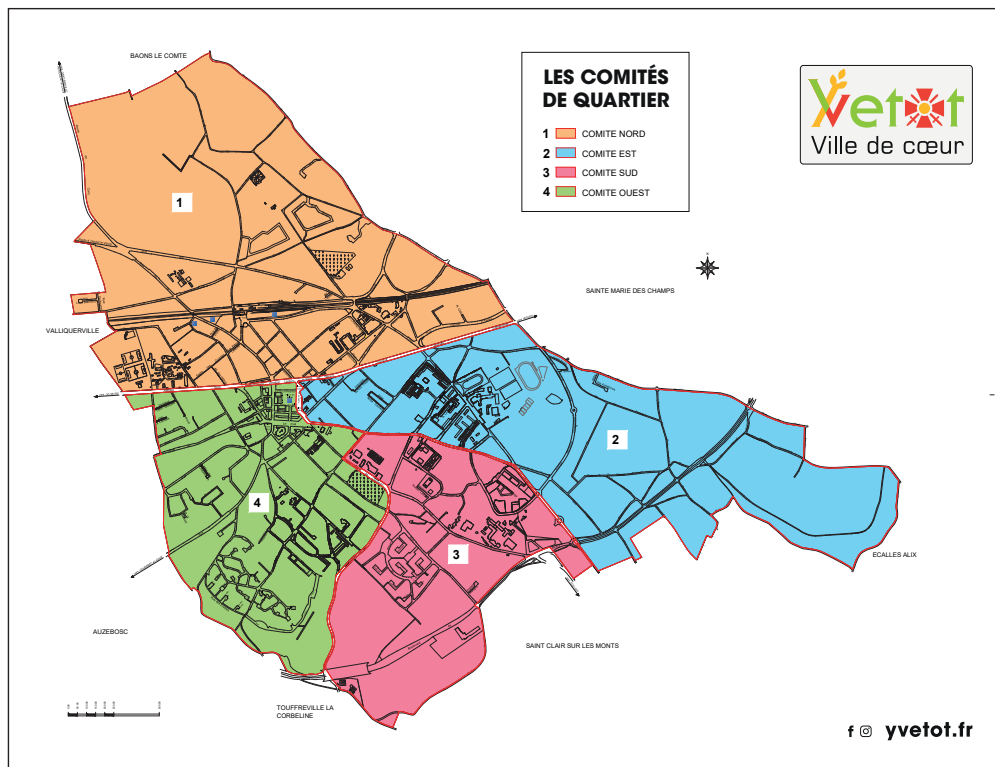 BAONS LE COMTE
LES COMITÉS
DE QUARTIER
1 COMITE NORD
2 COMITE EST
3 COMITE SUD
4 COMITE OUEST
Yvetot
Ville de cœur
1
SAINTE MARIE DES CHAMPS
VALLIQUERVILLE
2
4
3
ECALLES ALIX
AUZEBOSC
SAINT CLAIR SUR LES MONTS
TOUFFREVILLE LA
CORBELINE
yvetot.fr